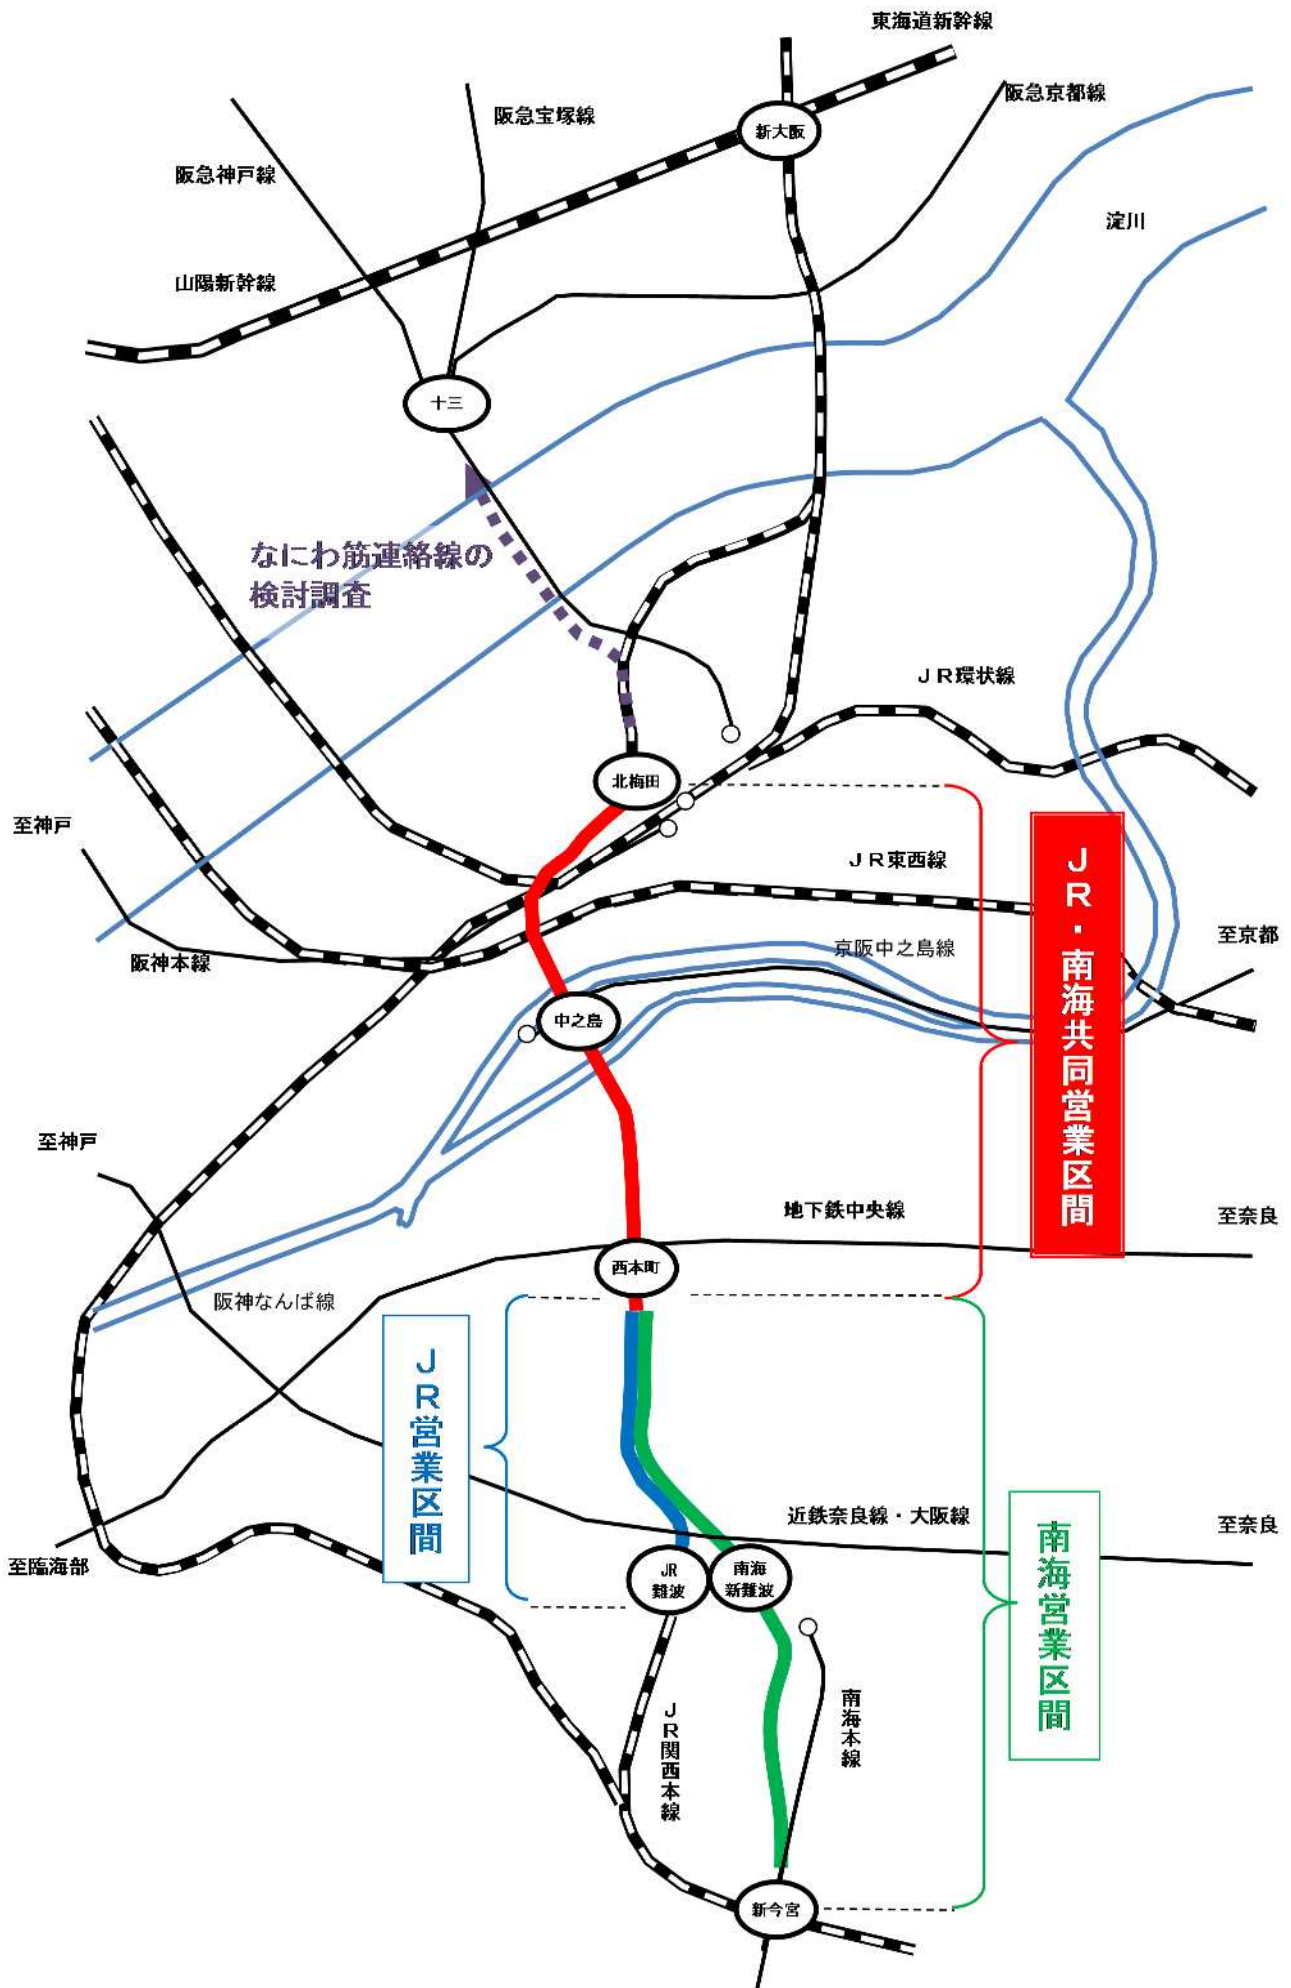 東海道新幹線
新大阪
阪急京都線
阪急宝塚線
阪急神戸線
淀川
山陽新幹線
十三
なにわ筋連絡線の
検討調査
ＪＲ環状線
北梅田
至神戸
ＪＲ東西線
ＪＲ・南海共同営業区間
至京都
京阪中之島線
阪神本線
中之島
至神戸
地下鉄中央線
至奈良
西本町
阪神なんば線
ＪＲ営業区間
近鉄奈良線・大阪線
至奈良
至臨海部
JR
難波
南海
新難波
南海営業区間
ＪＲ関西本線
南海本線
新今宮